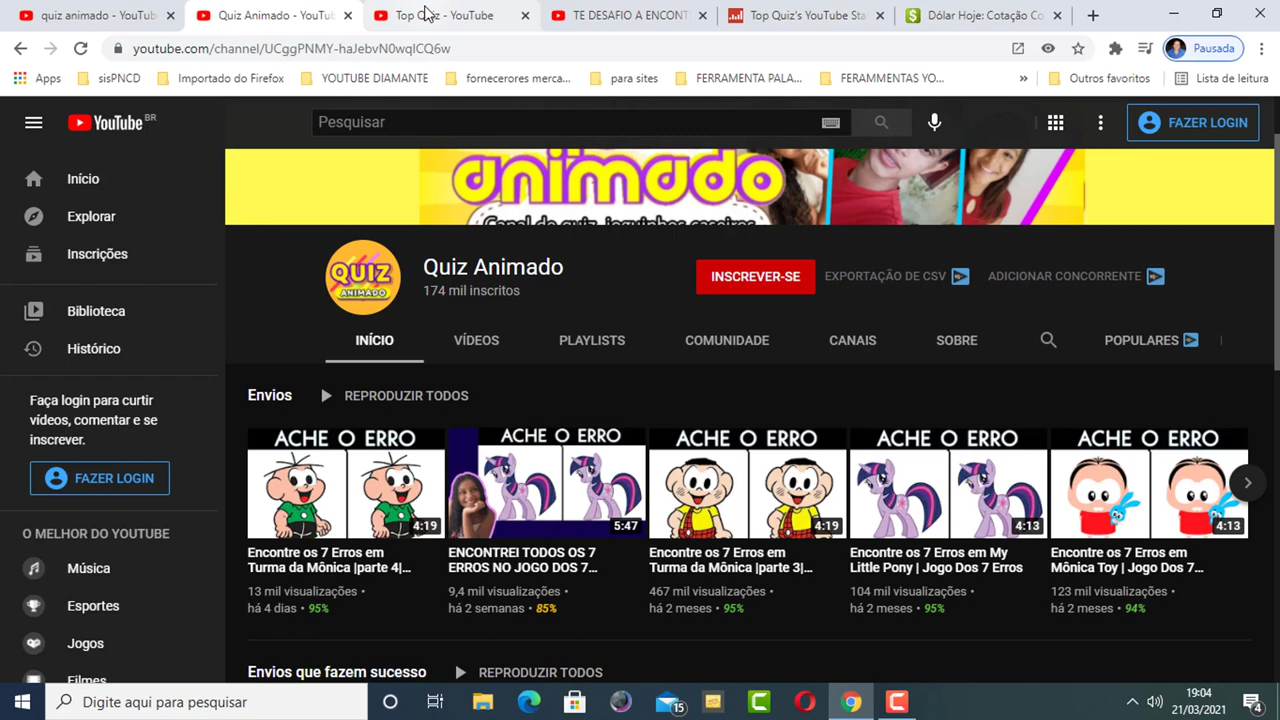 quiz animado - YouTub
Quiz Animado - YouTub
Top Quiz - YouTube
TE DESAFIO A ENCONT
Top Quiz's YouTube Sta
Dólar Hoje: Cotação Co
youtube.com/channel/UCggPNMY-haJebvN0wqlCQ6w
Pausada
Apps
sisPNCD
Importado do Firefox
YOUTUBE DIAMANTE
fornecerores merca...
para sites
FERRAMENTA PALA...
FERAMMENTAS YO...
»
Outros favoritos
Lista de leitura
YouTube BR
Pesquisar
FAZER LOGIN
Início
Explorar
Inscrições
Biblioteca
Histórico
Faça login para curtir
vídeos, comentar e se
inscrever.
FAZER LOGIN
O MELHOR DO YOUTUBE
Música
Esportes
Jogos
Filmes
animado
Canal de quiz, joguinhos caseiros
QUIZ
ANIMADO
Quiz Animado
174 mil inscritos
INSCREVER-SE
EXPORTAÇÃO DE CSV
ADICIONAR CONCORRENTE
INÍCIO
VÍDEOS
PLAYLISTS
COMUNIDADE
CANAIS
SOBRE
POPULARES
Envios
REPRODUZIR TODOS
ACHE O ERRO
4:19
Encontre os 7 Erros em
Turma da Mônica |parte 4|...
13 mil visualizações •
há 4 dias • 95%
ACHE O ERRO
5:47
ENCONTREI TODOS OS 7
ERROS NO JOGO DOS 7...
9,4 mil visualizações •
há 2 semanas • 85%
ACHE O ERRO
4:19
Encontre os 7 Erros em
Turma da Mônica |parte 3|...
467 mil visualizações •
há 2 meses • 95%
ACHE O ERRO
4:13
Encontre os 7 Erros em My
Little Pony | Jogo Dos 7 Erros
104 mil visualizações •
há 2 meses • 95%
ACHE O ERRO
4:13
Encontre os 7 Erros em
Mônica Toy | Jogo Dos 7...
123 mil visualizações •
há 2 meses • 94%
Envios que fazem sucesso
REPRODUZIR TODOS
Digite aqui para pesquisar
15
19:04
21/03/2021
4